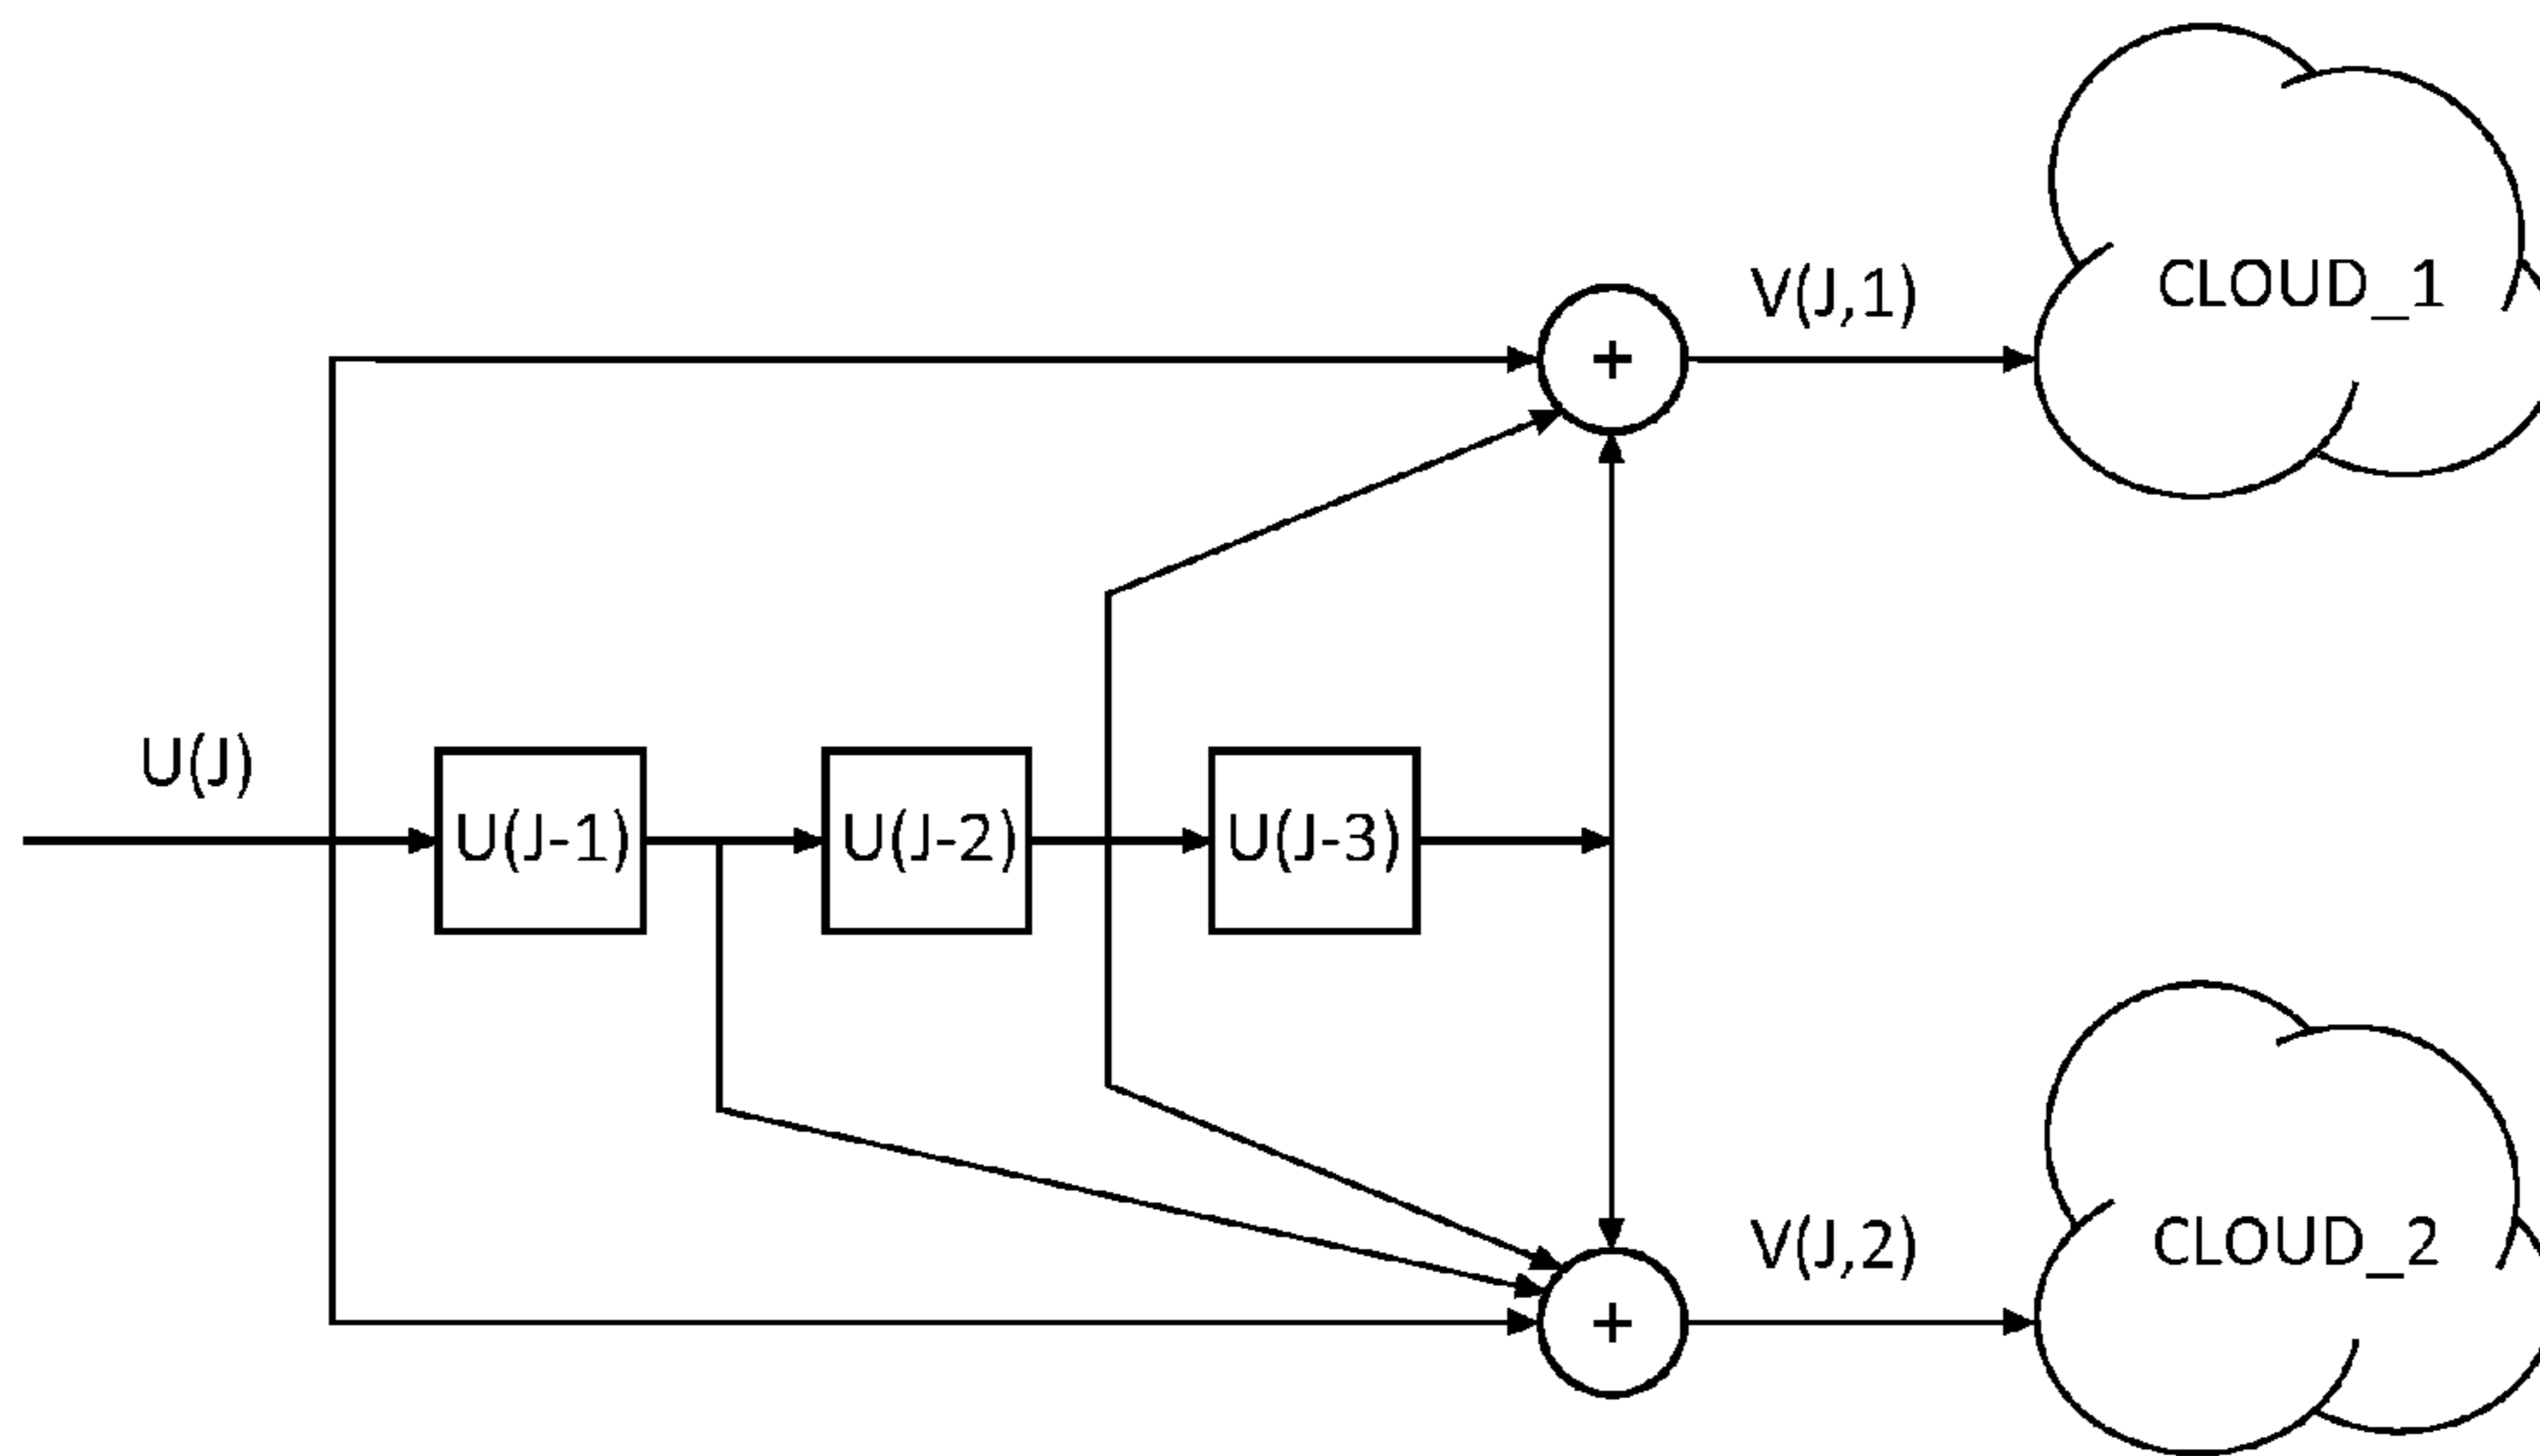 CLOUD_1
V(J,1)
+
U(J)
U(J-1)
U(J-2)
U(J-3)
V(J,2)
CLOUD_2
+